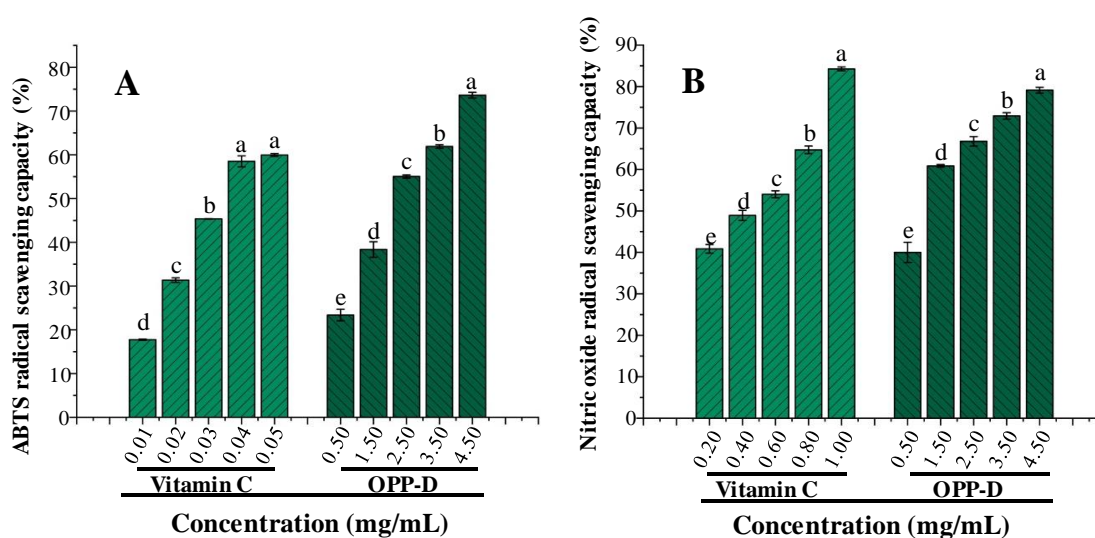 A
ABTS radical scavenging capacity (%)
80
70
60
50
40
30
20
10
0
d
c
b
a
a
e
d
c
b
a
0.01
0.02
0.03
0.04
0.05
0.50
1.50
2.50
3.50
4.50
Vitamin C
OPP-D
Concentration (mg/mL)
B
Nitric oxide radical scavenging capacity (%)
90
80
70
60
50
40
30
20
10
0
e
d
c
b
a
e
d
c
b
a
0.20
0.40
0.60
0.80
1.00
0.50
1.50
2.50
3.50
4.50
Vitamin C
OPP-D
Concentration (mg/mL)